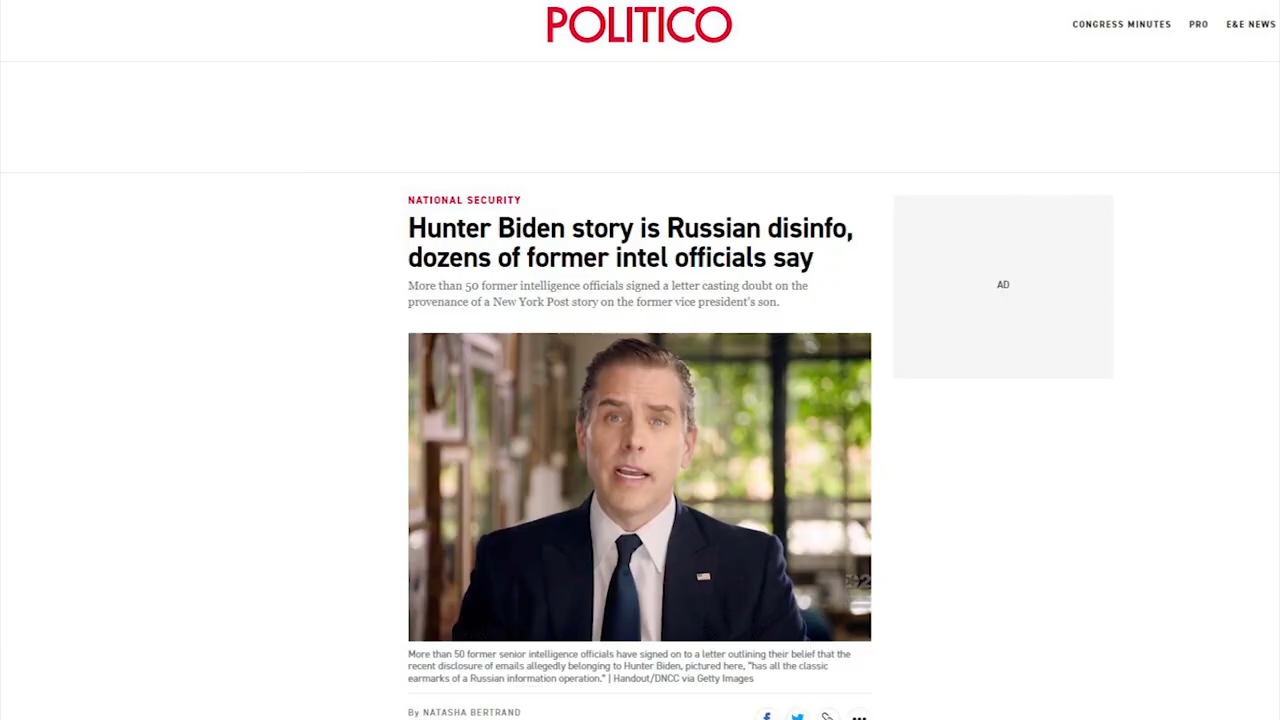 POLITICO
CONGRESS MINUTES PRO E&E NEWS
NATIONAL SECURITY
Hunter Biden story is Russian disinfo,
dozens of former intel officials say
More than 50 former intelligence officials signed a letter casting doubt on the
provenance of a New York Post story on the former vice president's son.
AD
More than 50 former senior intelligence officials have signed on to a letter outlining their belief that the
recent disclosure of emails allegedly belonging to Hunter Biden, pictured here, "has all the classic
earmarks of a Russian information operation." | Handout/DNCC via Getty Images
By NATASHA BERTRAND